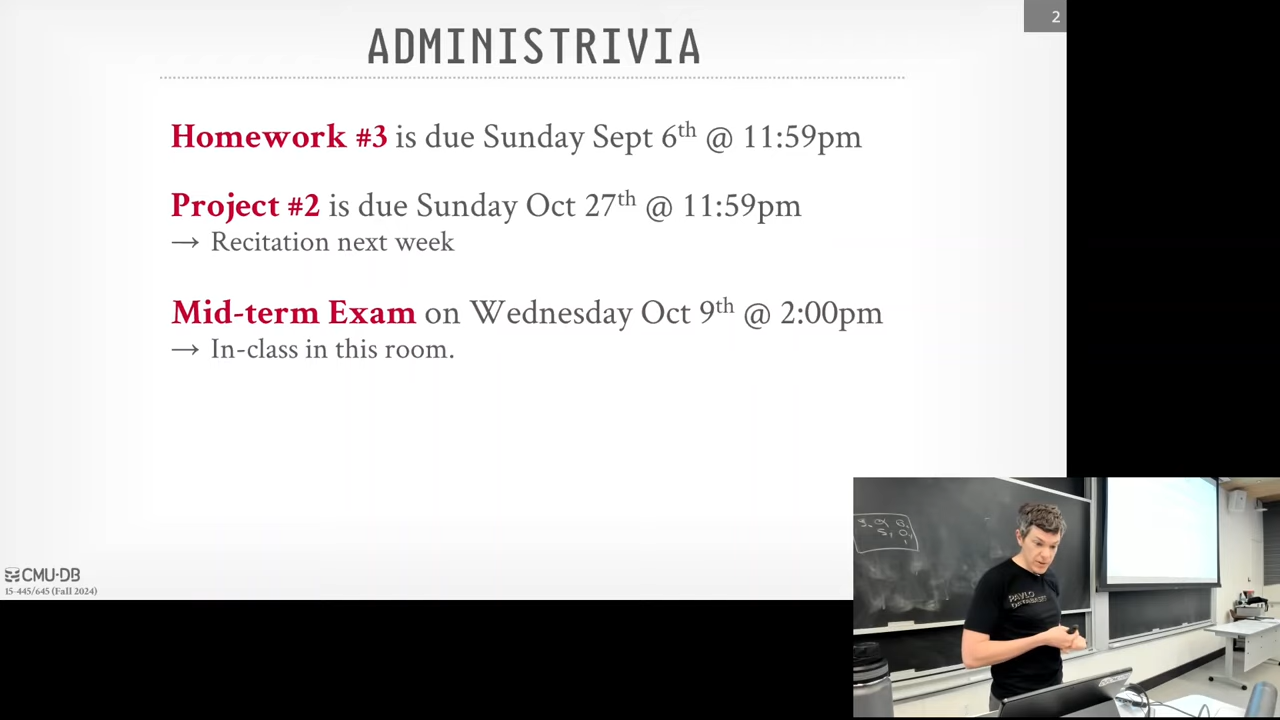 2
ADMINISTRIVIA
Homework #3 is due Sunday Sept 6th @ 11:59pm
Project #2 is due Sunday Oct 27th @ 11:59pm
→ Recitation next week
Mid-term Exam on Wednesday Oct 9th @ 2:00pm
→ In-class in this room.
CMU·DB
15-445/645 (Fall 2024)
PAVLO